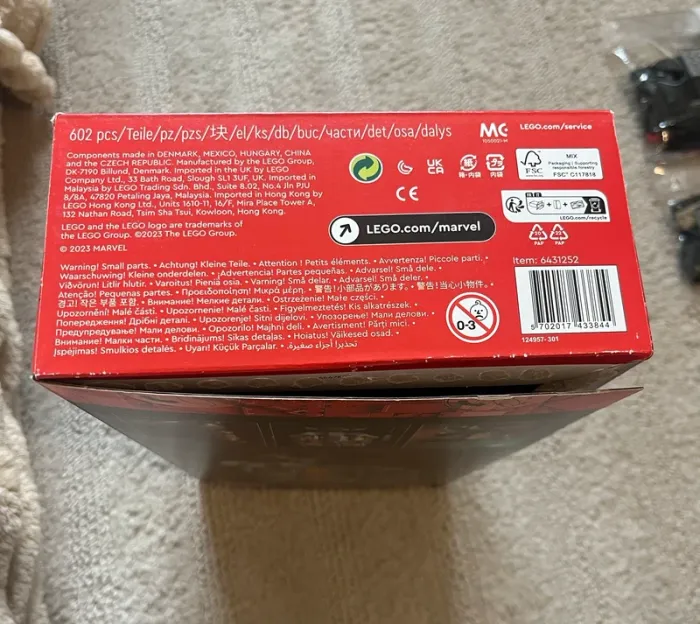 602 pcs/Teile/pz/pzs/块/el/ks/db/buc/части/det/osa/dalys
Components made in DENMARK, MEXICO, HUNGARY, CHINA
and the CZECH REPUBLIC. Manufactured by the LEGO Group,
DK-7190 Billund, Denmark. Imported in the UK by LEGO
Company Ltd., 33 Bath Road, Slough SL1 3UF, UK. Imported in
Malaysia by LEGO Trading Sdn. Bhd., Suite 8.02, No.4 Jln PJU
8/8A, 47820 Petaling Jaya, Malaysia. Imported in Hong Kong by
LEGO Hong Kong Ltd., Units 1610-11, 16/F, Mira Place Tower A,
132 Nathan Road, Tsim Sha Tsui, Kowloon, Hong Kong.
LEGO and the LEGO logo are trademarks of
the LEGO Group. ©2023 The LEGO Group.
© 2023 MARVEL
UK
CA
CE
LEGO.com/marvel
LEGO.com/service
FSC
MIX
Packaging | Supporting
responsible forestry
FSC® C117818
LEGO.com/recycle
PAP PAP
Item: 6431252
5 702017 433844
124957-301
0-3
Warning! Small parts. • Achtung! Kleine Teile. • Attention ! Petits éléments. • Avvertenza! Piccole parti. •
Waarschuwing! Kleine onderdelen. • ¡Advertencia! Partes pequeñas. • Advarsel! Små dele. •
Viðvörun! Litlir hlutir. • Varoitus! Pieniä osia. • Varning! Små delar. • Advarsel! Små deler. •
Atenção! Pequenas partes. • Προειδοποίηση! Μικρά μέρη. • 警告！小部品があります。• 警告！当心小物件。•
경고! 작은 부품 포함. • Внимание! Мелкие детали. • Ostrzeżenie! Małe części. •
Upozornění! Malé části. • Upozornenie! Malé časti. • Figyelmeztetés! Kis alkatrészek. •
Попередження! Дрібні деталі. • Upozorenje! Sitni dijelovi. • Упозорење! Мали делови. •
Предупредување! Мали делови. • Opozorilo! Majhni deli. • Avertisment! Părți mici. •
Внимание! Малки части. • Brīdinājums! Sīkas detaļas. • Hoiatus! Väikesed osad. •
Įspėjimas! Smulkios detalės. • Uyarı! Küçük Parçalar. • تحذير! أجزاء صغيرة.